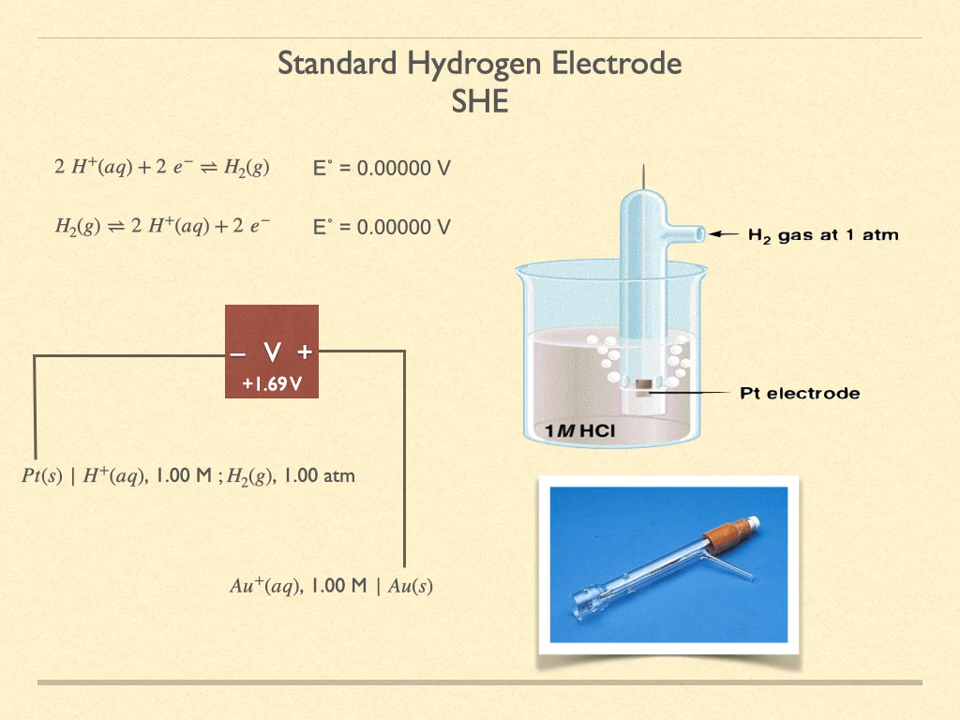 Standard Hydrogen Electrode
SHE
2 H⁺(aq) + 2 e⁻ ⇌ H₂(g) E° = 0.00000 V
H₂(g) ⇌ 2 H⁺(aq) + 2 e⁻ E° = 0.00000 V
H₂ gas at 1 atm
– V +
+1.69 V
Pt electrode
1 M HCl
Pt(s) | H⁺(aq), 1.00 M ; H₂(g), 1.00 atm
Au⁺(aq), 1.00 M | Au(s)